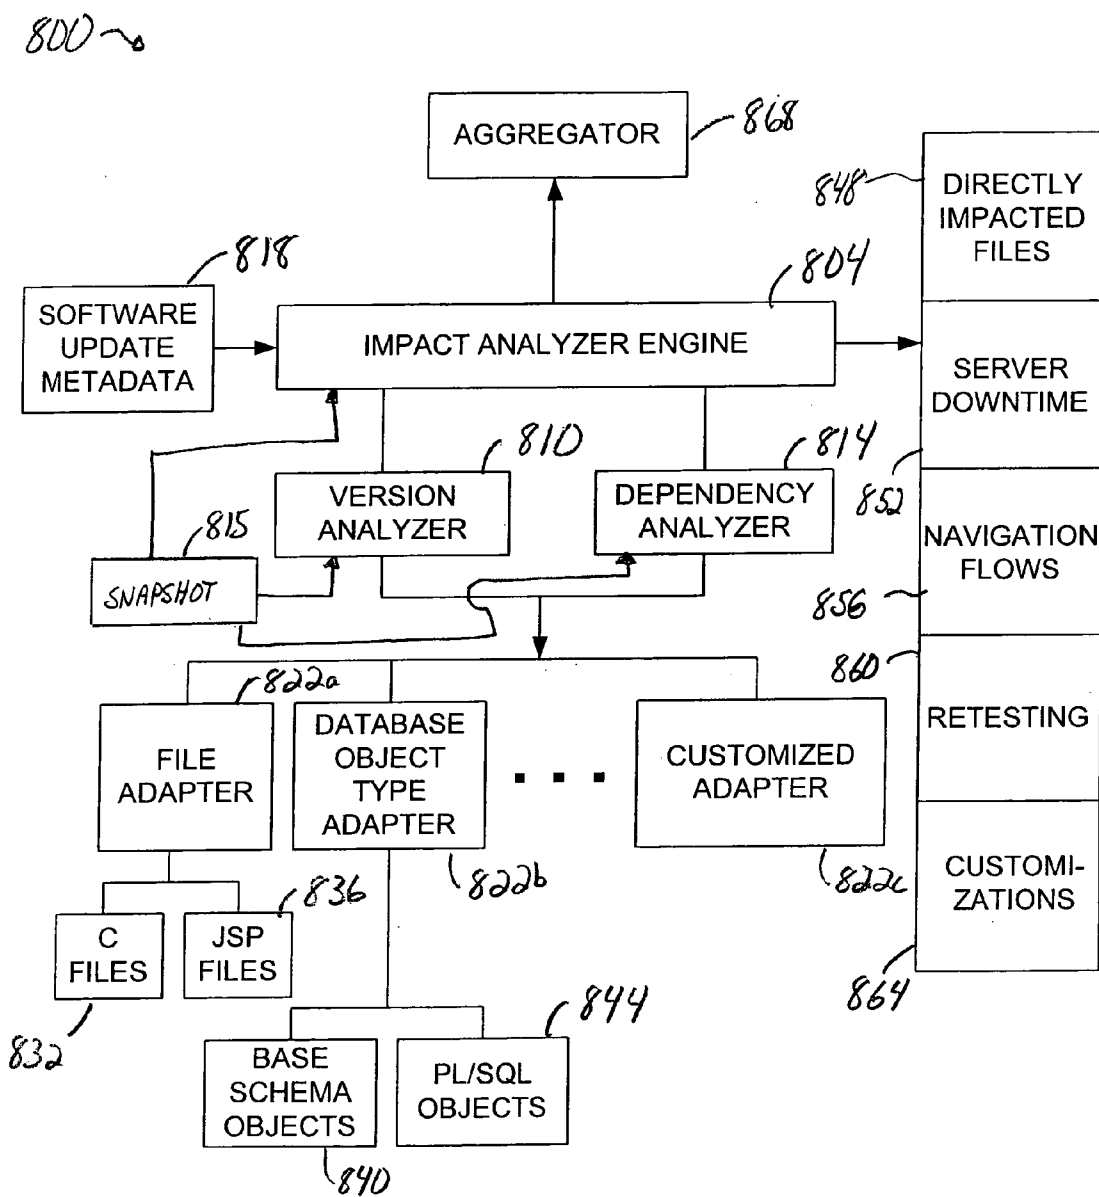 800
AGGREGATOR
868
848
DIRECTLY
IMPACTED
FILES
818
804
SOFTWARE
UPDATE
METADATA
IMPACT ANALYZER ENGINE
SERVER
DOWNTIME
852
810
814
VERSION
ANALYZER
DEPENDENCY
ANALYZER
815
SNAPSHOT
NAVIGATION
FLOWS
856
860
822a
FILE
ADAPTER
DATABASE
OBJECT
TYPE
ADAPTER
822b
CUSTOMIZED
ADAPTER
822c
RETESTING
CUSTOMI-
ZATIONS
864
836
C
FILES
JSP
FILES
832
844
BASE
SCHEMA
OBJECTS
PL/SQL
OBJECTS
840